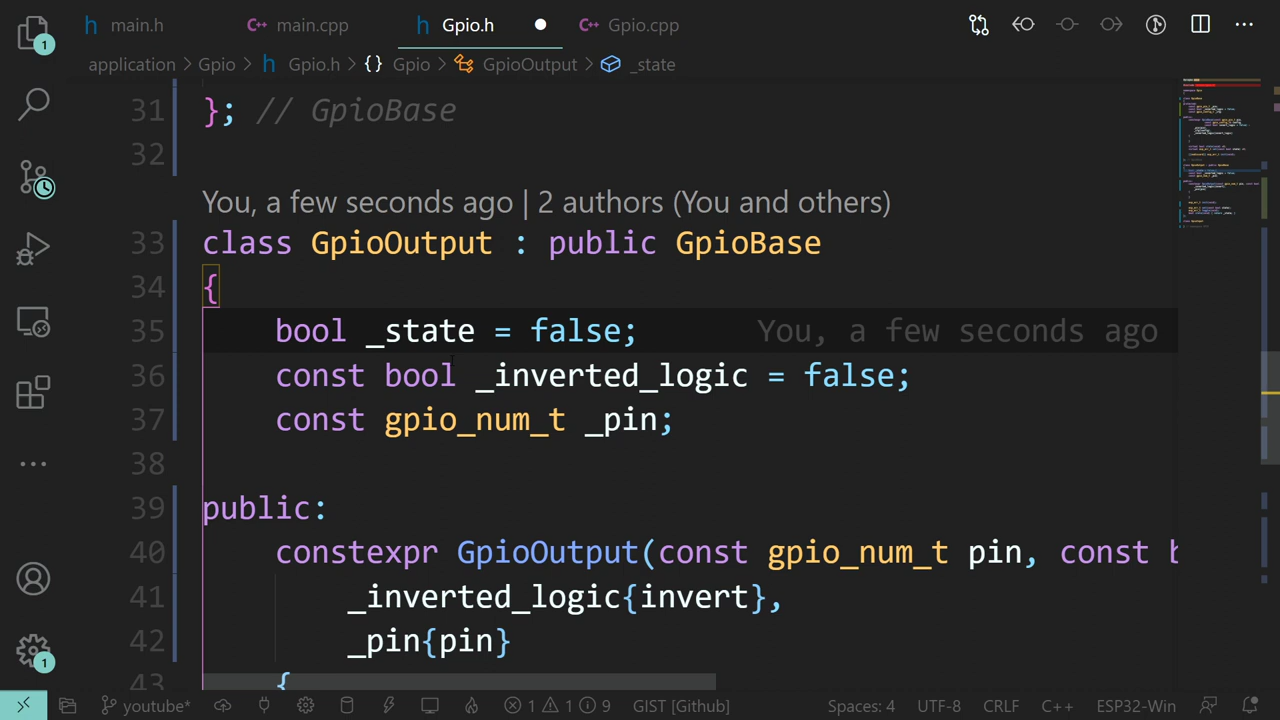 main.h
main.cpp
Gpio.h
Gpio.cpp
application > Gpio > Gpio.h > {} Gpio > GpioOutput > _state
31 }; // GpioBase
32
You, a few seconds ago | 2 authors (You and others)
33 class GpioOutput : public GpioBase
34 {
35 bool _state = false; You, a few seconds ago
36 const bool _inverted_logic = false;
37 const gpio_num_t _pin;
38
39 public:
40 constexpr GpioOutput(const gpio_num_t pin, const b
41 _inverted_logic{invert},
42 _pin{pin}
43 {
youtube* 1 1 9 GIST [Github] Spaces: 4 UTF-8 CRLF C++ ESP32-Win